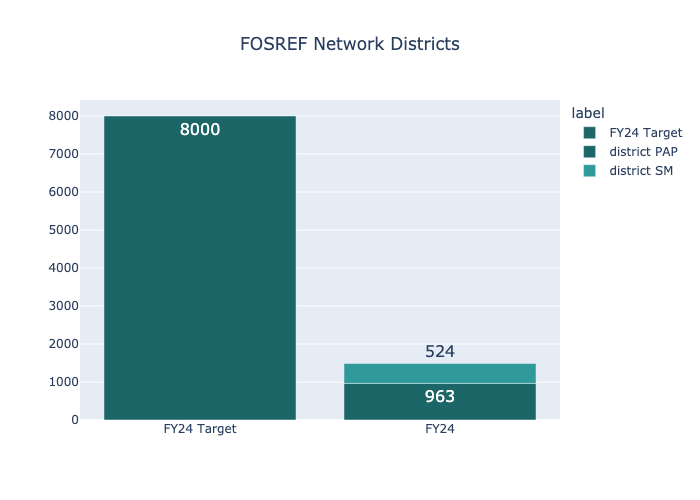 FOSREF Network Districts
8000
7000
6000
5000
4000
3000
2000
1000
0
8000
524
963
FY24 Target
FY24
label
FY24 Target
district PAP
district SM